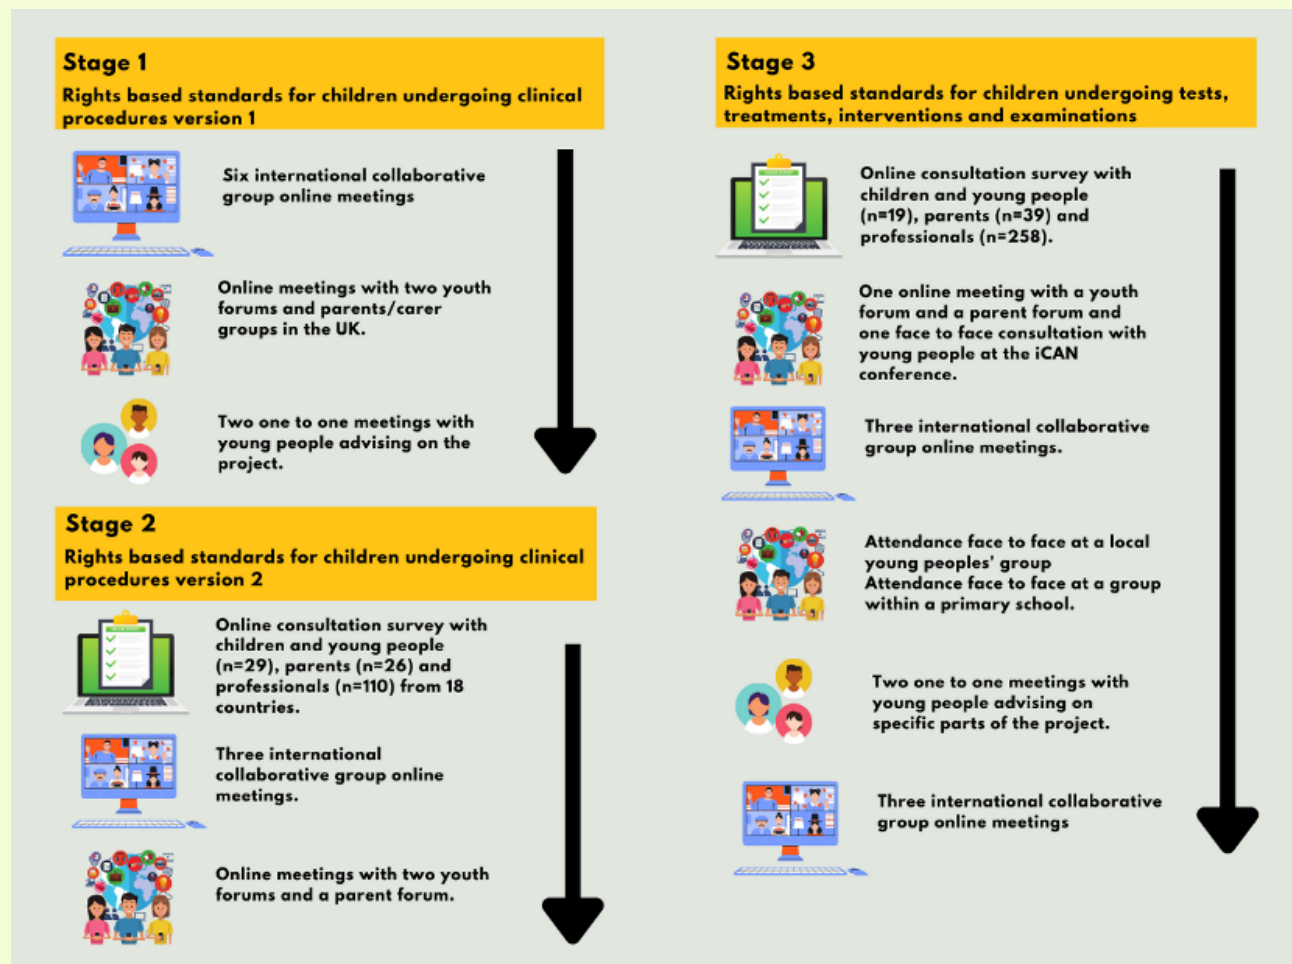 Stage 1
Rights based standards for children undergoing clinical
procedures version 1
Six international collaborative
group online meetings
Online meetings with two youth
forums and parents/carer
groups in the UK.
Two one to one meetings with
young people advising on the
project.
Stage 2
Rights based standards for children undergoing clinical
procedures version 2
Online consultation survey with
children and young people
(n=29), parents (n=26) and
professionals (n=110) from 18
countries.
Three international
collaborative group online
meetings.
Online meetings with two youth
forums and a parent forum.
Stage 3
Rights based standards for children undergoing tests,
treatments, interventions and examinations
Online consultation survey with
children and young people
(n=19), parents (n=39) and
professionals (n=258).
One online meeting with a youth
forum and a parent forum and
one face to face consultation with
young people at the iCAN
conference.
Three international collaborative
group online meetings.
Attendance face to face at a local
young peoples' group
Attendance face to face at a group
within a primary school.
Two one to one meetings with
young people advising on
specific parts of the project.
Three international collaborative
group online meetings